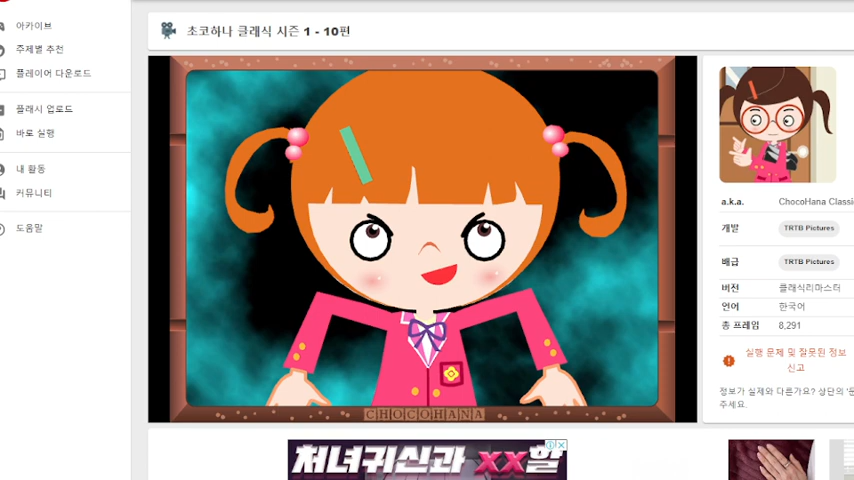 아카이브
주제별 추천
플레이어 다운로드
플래시 업로드
바로 실행
내 활동
커뮤니티
도움말
초코하나 클래식 시즌 1 - 10편
CHOCOHANA
a.k.a. ChocoHana Classi
개발 TRTB Pictures
배급 TRTB Pictures
버전 클래식리마스터
언어 한국어
총 프레임 8,291
실행 문제 및 잘못된 정보
신고
정보가 실제와 다른가요? 상단의 '문
주세요.
처녀귀신과 xx할